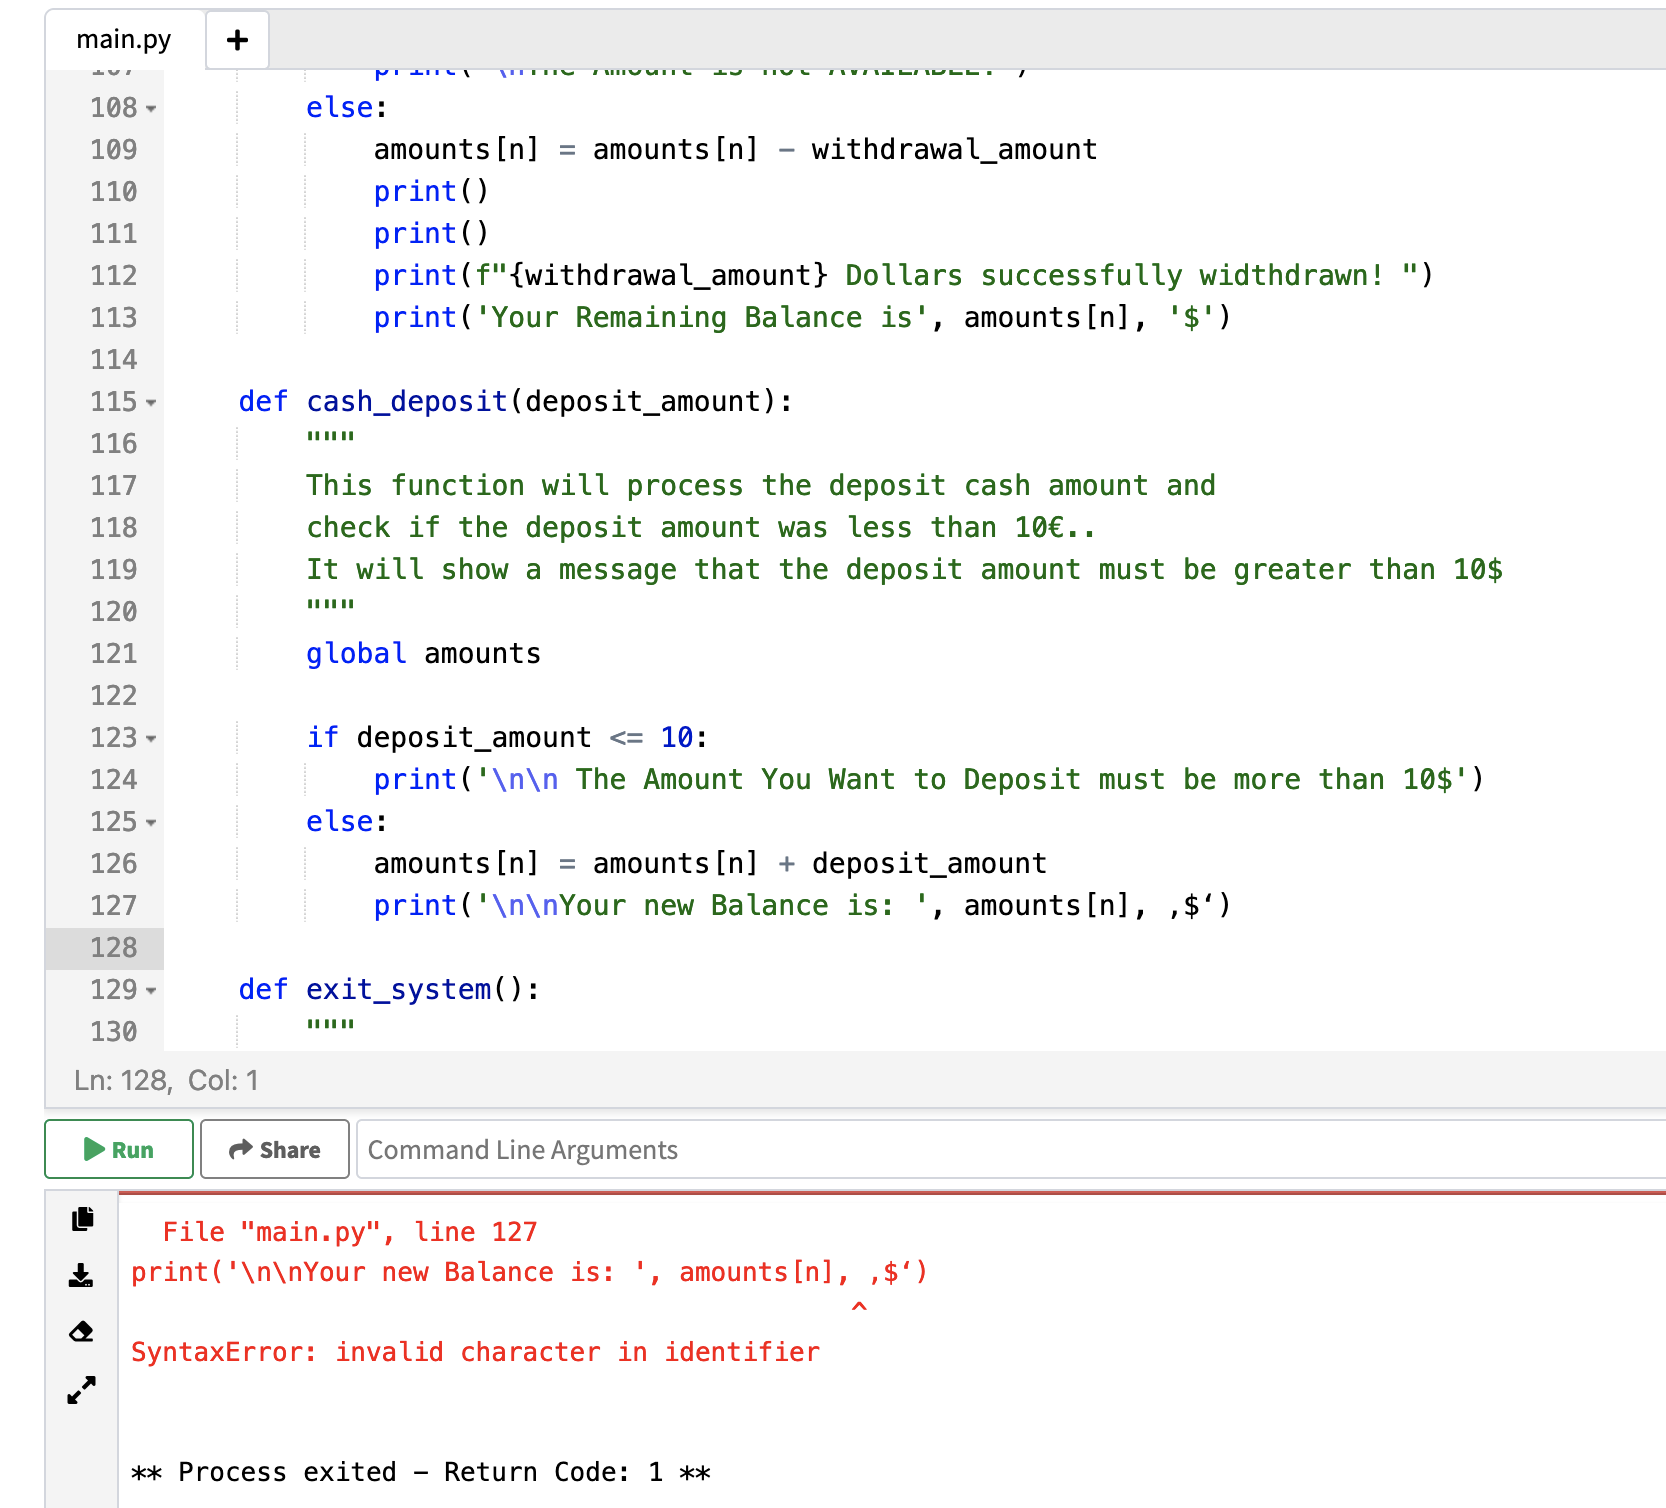 main.py +
107 print( '\nThe Amount is not AVAILABLE! ')
108 else:
109 amounts[n] = amounts[n] - withdrawal_amount
110 print()
111 print()
112 print(f"{withdrawal_amount} Dollars successfully widthdrawn! ")
113 print('Your Remaining Balance is', amounts[n], '$')
114
115 def cash_deposit(deposit_amount):
116 """
117 This function will process the deposit cash amount and
118 check if the deposit amount was less than 10€..
119 It will show a message that the deposit amount must be greater than 10$
120 """
121 global amounts
122
123 if deposit_amount <= 10:
124 print('\n\n The Amount You Want to Deposit must be more than 10$')
125 else:
126 amounts[n] = amounts[n] + deposit_amount
127 print('\n\nYour new Balance is: ', amounts[n], ‚$‘)
128
129 def exit_system():
130 """
Ln: 128, Col: 1
Run Share Command Line Arguments
File "main.py", line 127
print('\n\nYour new Balance is: ', amounts[n], ‚$‘)
^
SyntaxError: invalid character in identifier
** Process exited - Return Code: 1 **